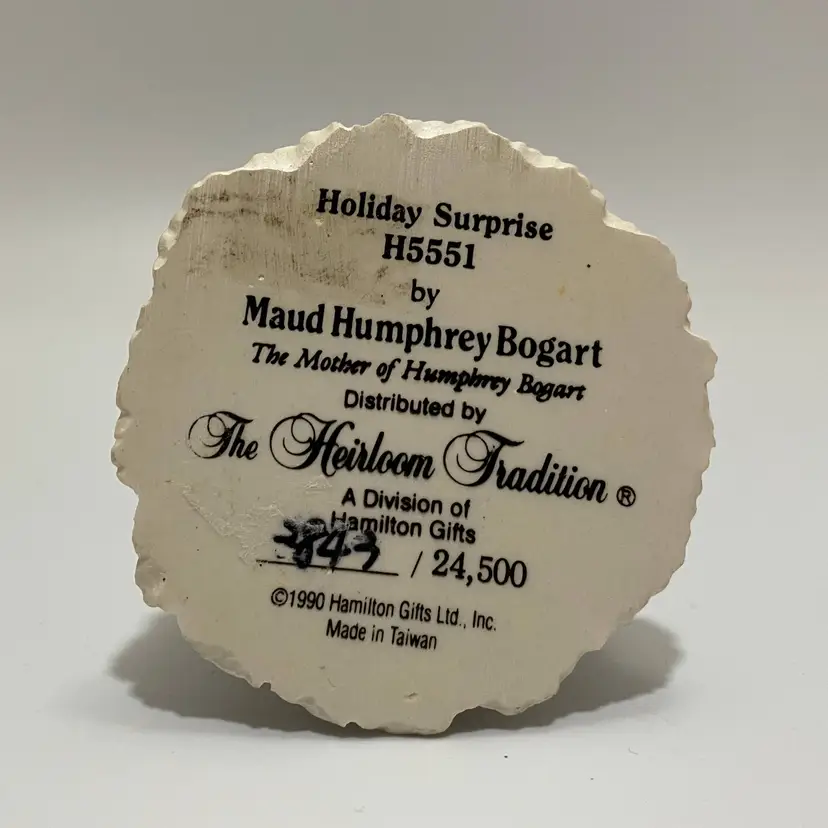 Holiday Surprise
H5551
by
Maud Humphrey Bogart
The Mother of Humphrey Bogart
Distributed by
The Heirloom Tradition ®
A Division of
Hamilton Gifts
/ 24,500
©1990 Hamilton Gifts Ltd., Inc.
Made in Taiwan